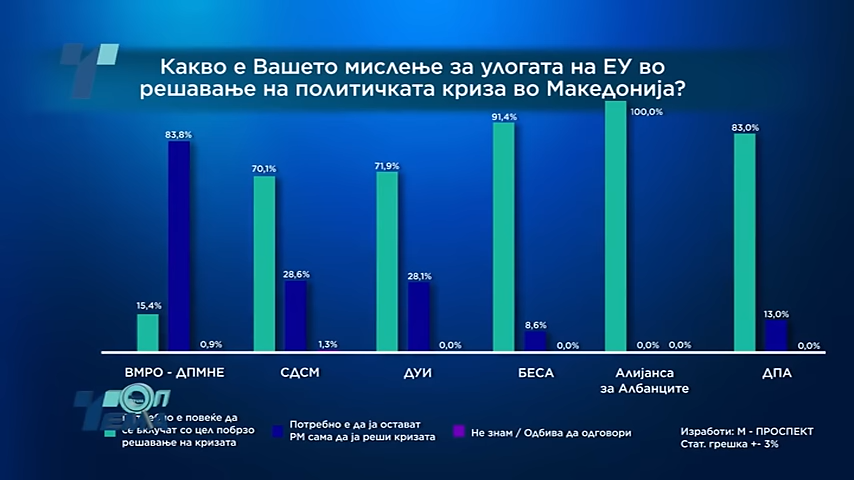 Какво е Вашето мислење за улогата на ЕУ во
решавање на политичката криза во Македонија?
83,8%
70,1%
71,9%
91,4%
100,0%
83,0%
15,4%
0,9%
28,6%
1,3%
28,1%
0,0%
8,6%
0,0%
0,0%
0,0%
13,0%
0,0%
ВМРО - ДПМНЕ
СДСМ
ДУИ
БЕСА
Алијанса
за Албанците
ДПА
е повеќе да
се вклучат со цел побрзо
решавање на кризата
Потребно е да ја остават
РМ сама да ја реши кризата
Не знам / Одбива да одговори
Изработи: М - ПРОСПЕКТ
Стат. грешка +- 3%